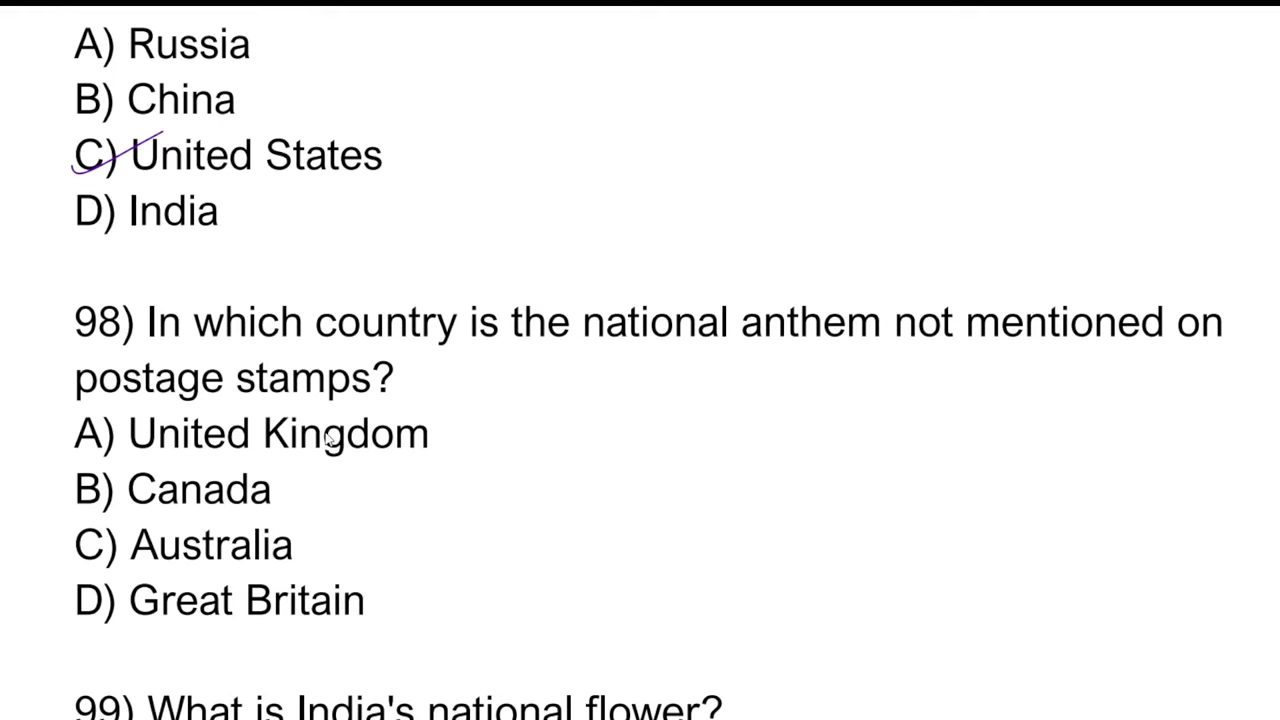 A) Russia
B) China
C) United States
D) India
98) In which country is the national anthem not mentioned on
postage stamps?
A) United Kingdom
B) Canada
C) Australia
D) Great Britain
99) What is India's national flower?